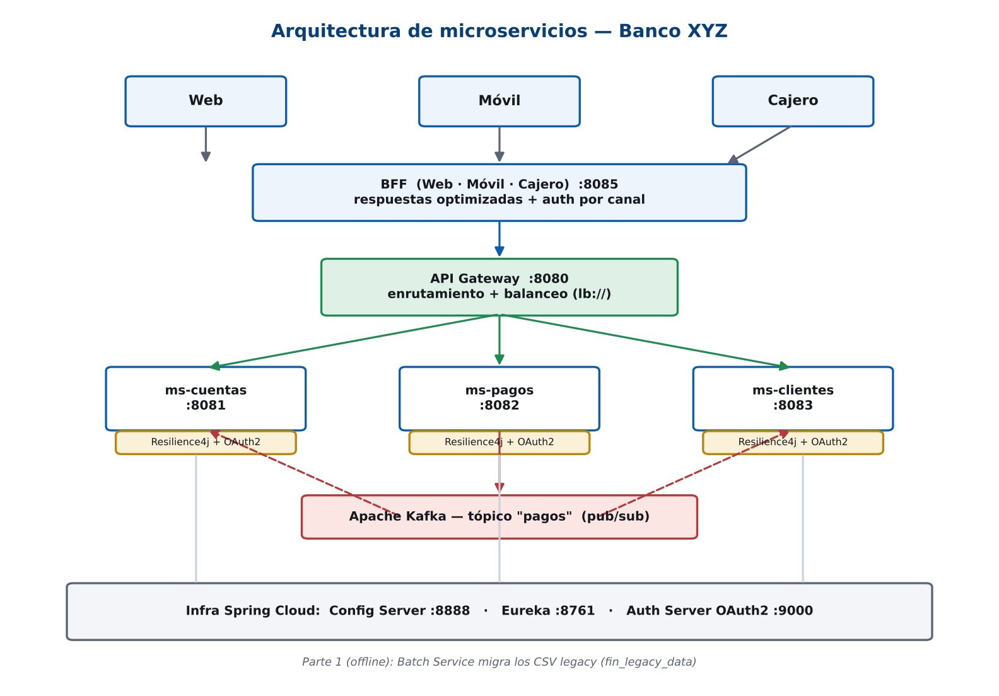 Arquitectura de microservicios — Banco XYZ
Web
Móvil
Cajero
BFF (Web · Móvil · Cajero) :8085
respuestas optimizadas + auth por canal
API Gateway :8080
enrutamiento + balanceo (lb://)
ms-cuentas
:8081
ms-pagos
:8082
ms-clientes
:8083
Resilience4j + OAuth2
Resilience4j + OAuth2
Resilience4j + OAuth2
Apache Kafka — tópico "pagos" (pub/sub)
Infra Spring Cloud: Config Server :8888 · Eureka :8761 · Auth Server OAuth2 :9000
Parte 1 (offline): Batch Service migra los CSV legacy (fin_legacy_data)